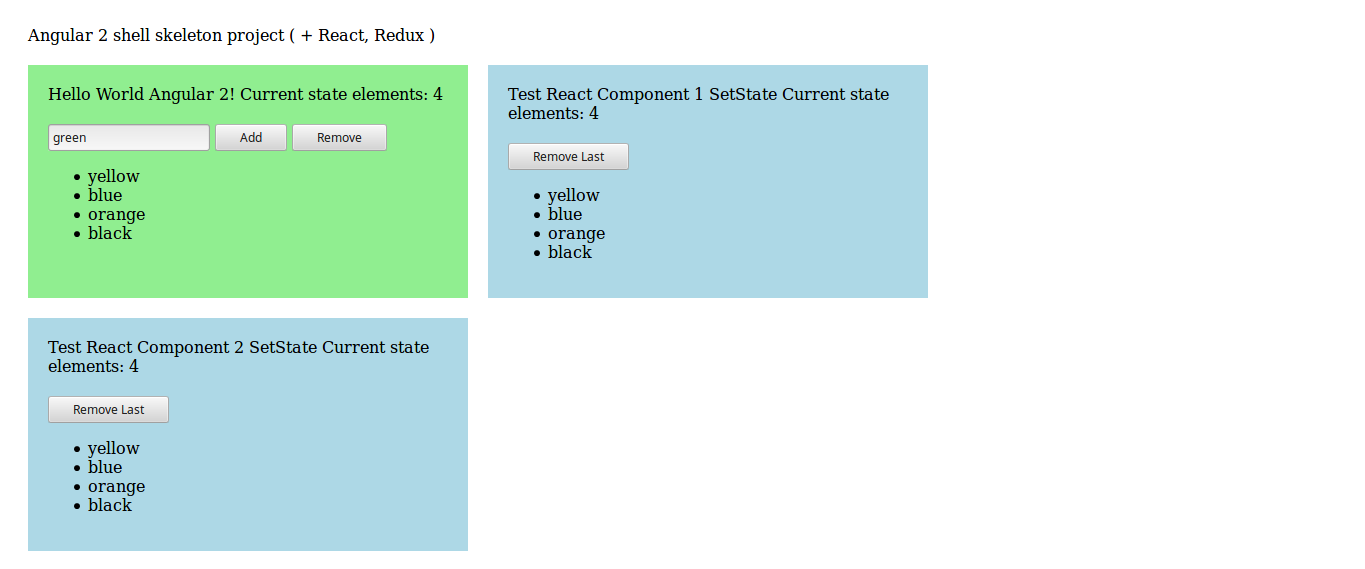 Angular 2 shell skeleton project ( + React, Redux )
Hello World Angular 2! Current state elements: 4
green Add Remove
yellow
blue
orange
black
Test React Component 1 SetState Current state
elements: 4
Remove Last
yellow
blue
orange
black
Test React Component 2 SetState Current state
elements: 4
Remove Last
yellow
blue
orange
black